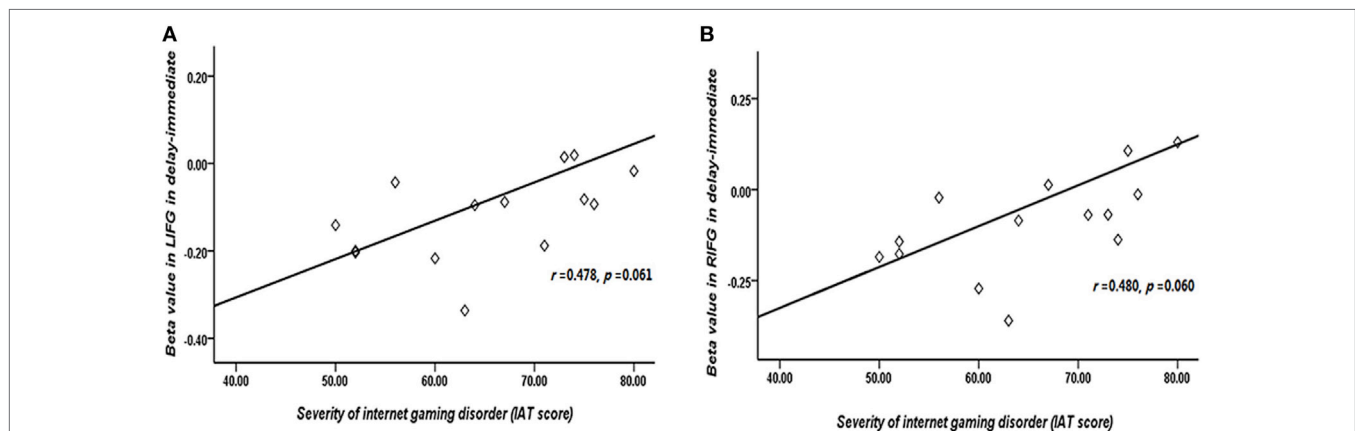 A
Beta value in LIFG in delay-immediate
0.20
0.00
-0.20
-0.40
r=0.478, p=0.061
40.00 50.00 60.00 70.00 80.00
Severity of internet gaming disorder (IAT score)
B
Beta value in RIFG in delay-immediate
0.25
0.00
-0.25
r=0.480, p=0.060
40.00 50.00 60.00 70.00 80.00
Severity of internet gaming disorder (IAT score)